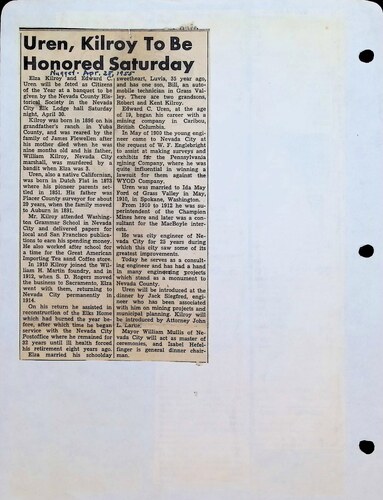 Uren, Kilroy To Be
Honored Saturday
Nugget - Apr. 28, 1955
Elza Kilroy and Edward C.
Uren will be feted as Citizens of
the Year at a banquet to be
given by the Nevada County His-
torical Society in the Nevada
City Elk Lodge hall Saturday
night, April 30.
Kilroy was born in 1896 on his
grandfather's ranch in Yuba
County, and was reared by the
family of James Flewellen after
his mother died when he was
nine months old and his father,
William Kilroy, Nevada City
marshal, was murdered by a
bandit when Elza was 3.
Uren, also a native Californian,
was born in Dutch Flat in 1873
where his pioneer parents set-
tled in 1851. His father was
Placer County surveyor for about
20 years, when the family moved
to Auburn in 1891.
Mr. Kilroy attended Washing-
ton Grammar School in Nevada
City and delivered papers for
local and San Francisco publica-
tions to earn his spending money.
He also worked after school for
a time for the Great American
Importing Tea and Coffee store.
In 1910 Kilroy joined the Wil-
liam H. Martin foundry, and in
1912, when S. D. Rogers moved
the business to Sacramento, Elza
went with them, returning to
Nevada City permanently in
1914.
On his return he assisted in
reconstruction of the Elks Home
which had burned the year be-
fore, after which time he began
service with the Nevada City
Postoffice where he remained for
32 years until ill health forced
his retirement eight years ago.
Elza married his schoolday
sweetheart, Luvia, 35 year ago,
and has one son, Bill, an au-
tomobile technician in Grass Val-
ley. There are two grandsons,
Robert and Kent Kilroy.
Edward C. Uren, at the age
of 19, began his career with a
mining company in Cariboo,
British Columbia.
In May of 1900 the young engi-
neer came to Nevada City at the
request of W. F. Englebright
to assist at making surveys and
exhibits for the Pennsylvania
mining Company, where he was
quite influential in winning a
lawsuit for them against the
WYOD Company.
Uren was married to Ida May
Ford of Grass Valley in May,
1910, in Spokane, Washington.
From 1910 to 1912 he was su-
perintendent of the Champion
Mines here and later was a con-
sultant for the MacBoyle inter-
ests.
He was city engineer of Ne-
vada City for 25 years during
which this city saw some of its
greatest improvements.
Today he serves as a consult-
ing engineer and has had a hand
in many engineering projects
which stand as a monument to
Nevada County.
Uren will be introduced at the
dinner by Jack Siegfred, engi-
neer who has been associated
with him on mining projects and
municipal planning. Kilroy will
be introduced by Attorney John
L. Larue.
Mayor William Mullis of Ne-
vada City will act as master of
ceremonies, and Isabel Hefel-
finger is general dinner chair-
man.